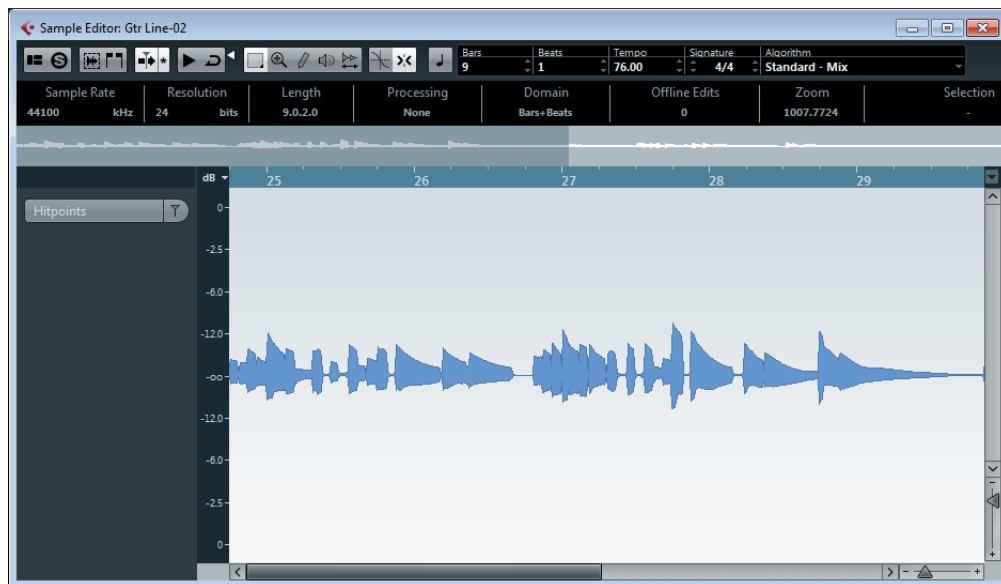 Sample Editor: Gtr Line-02
Bars Beats Tempo Signature Algorithm
9 1 76.00 4/4 Standard - Mix
Sample Rate Resolution Length Processing Domain Offline Edits Zoom Selection
44100 kHz 24 bits 9.0.2.0 None Bars+Beats 0 1007.7724 -
dB 25 26 27 28 29
Hitpoints
0
-2.5
-6.0
-12.0
-oo
-12.0
-6.0
-2.5
0